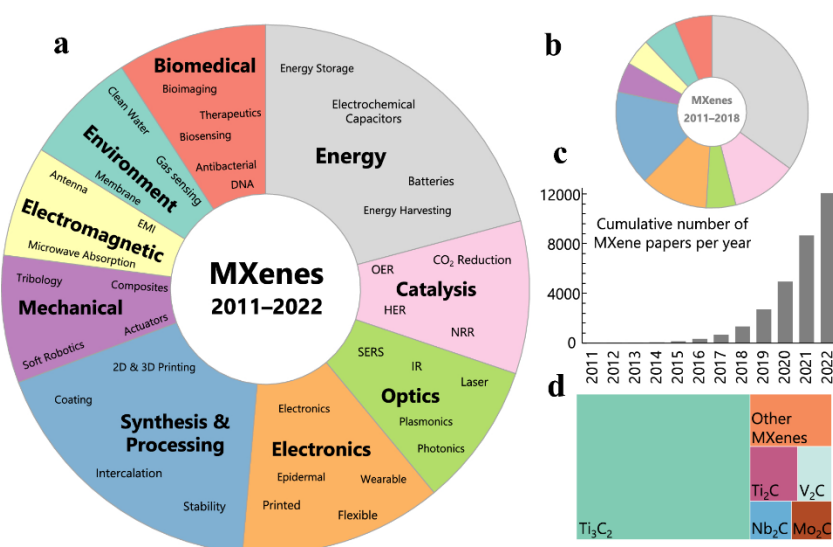 a
Biomedical
Bioimaging
Therapeutics
Biosensing
Antibacterial
DNA
Energy Storage
Electrochemical
Capacitors
Energy
Batteries
Energy Harvesting
OER
CO₂ Reduction
Catalysis
HER
NRR
SERS
IR
Laser
Optics
Plasmonics
Photonics
Electronics
Electronics
Epidermal
Wearable
Printed
Flexible
2D & 3D Printing
Coating
Synthesis &
Processing
Intercalation
Stability
Tribology
Composites
Mechanical
Actuators
Soft Robotics
Antenna
EMI
Electromagnetic
Microwave Absorption
Clean Water
Gas sensing
Environment
Membrane
MXenes
2011–2022
b
MXenes
2011–2018
c
Cumulative number of
MXene papers per year
12000
8000
4000
0
2011
2012
2013
2014
2015
2016
2017
2018
2019
2020
2021
2022
d
Ti₃C₂
Other
MXenes
Ti₂C
V₂C
Nb₂C
Mo₂C